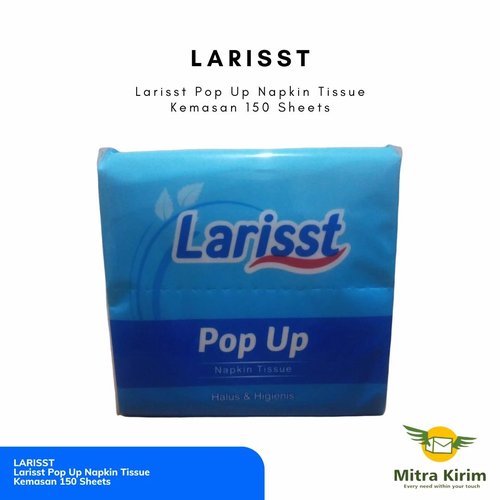 LARISST
Larisst Pop Up Napkin Tissue
Kemasan 150 Sheets
Larisst
Pop Up
Napkin Tissue
Halus & Higienis
LARISST
Larisst Pop Up Napkin Tissue
Kemasan 150 Sheets
Mitra Kirim
Every need within your touch